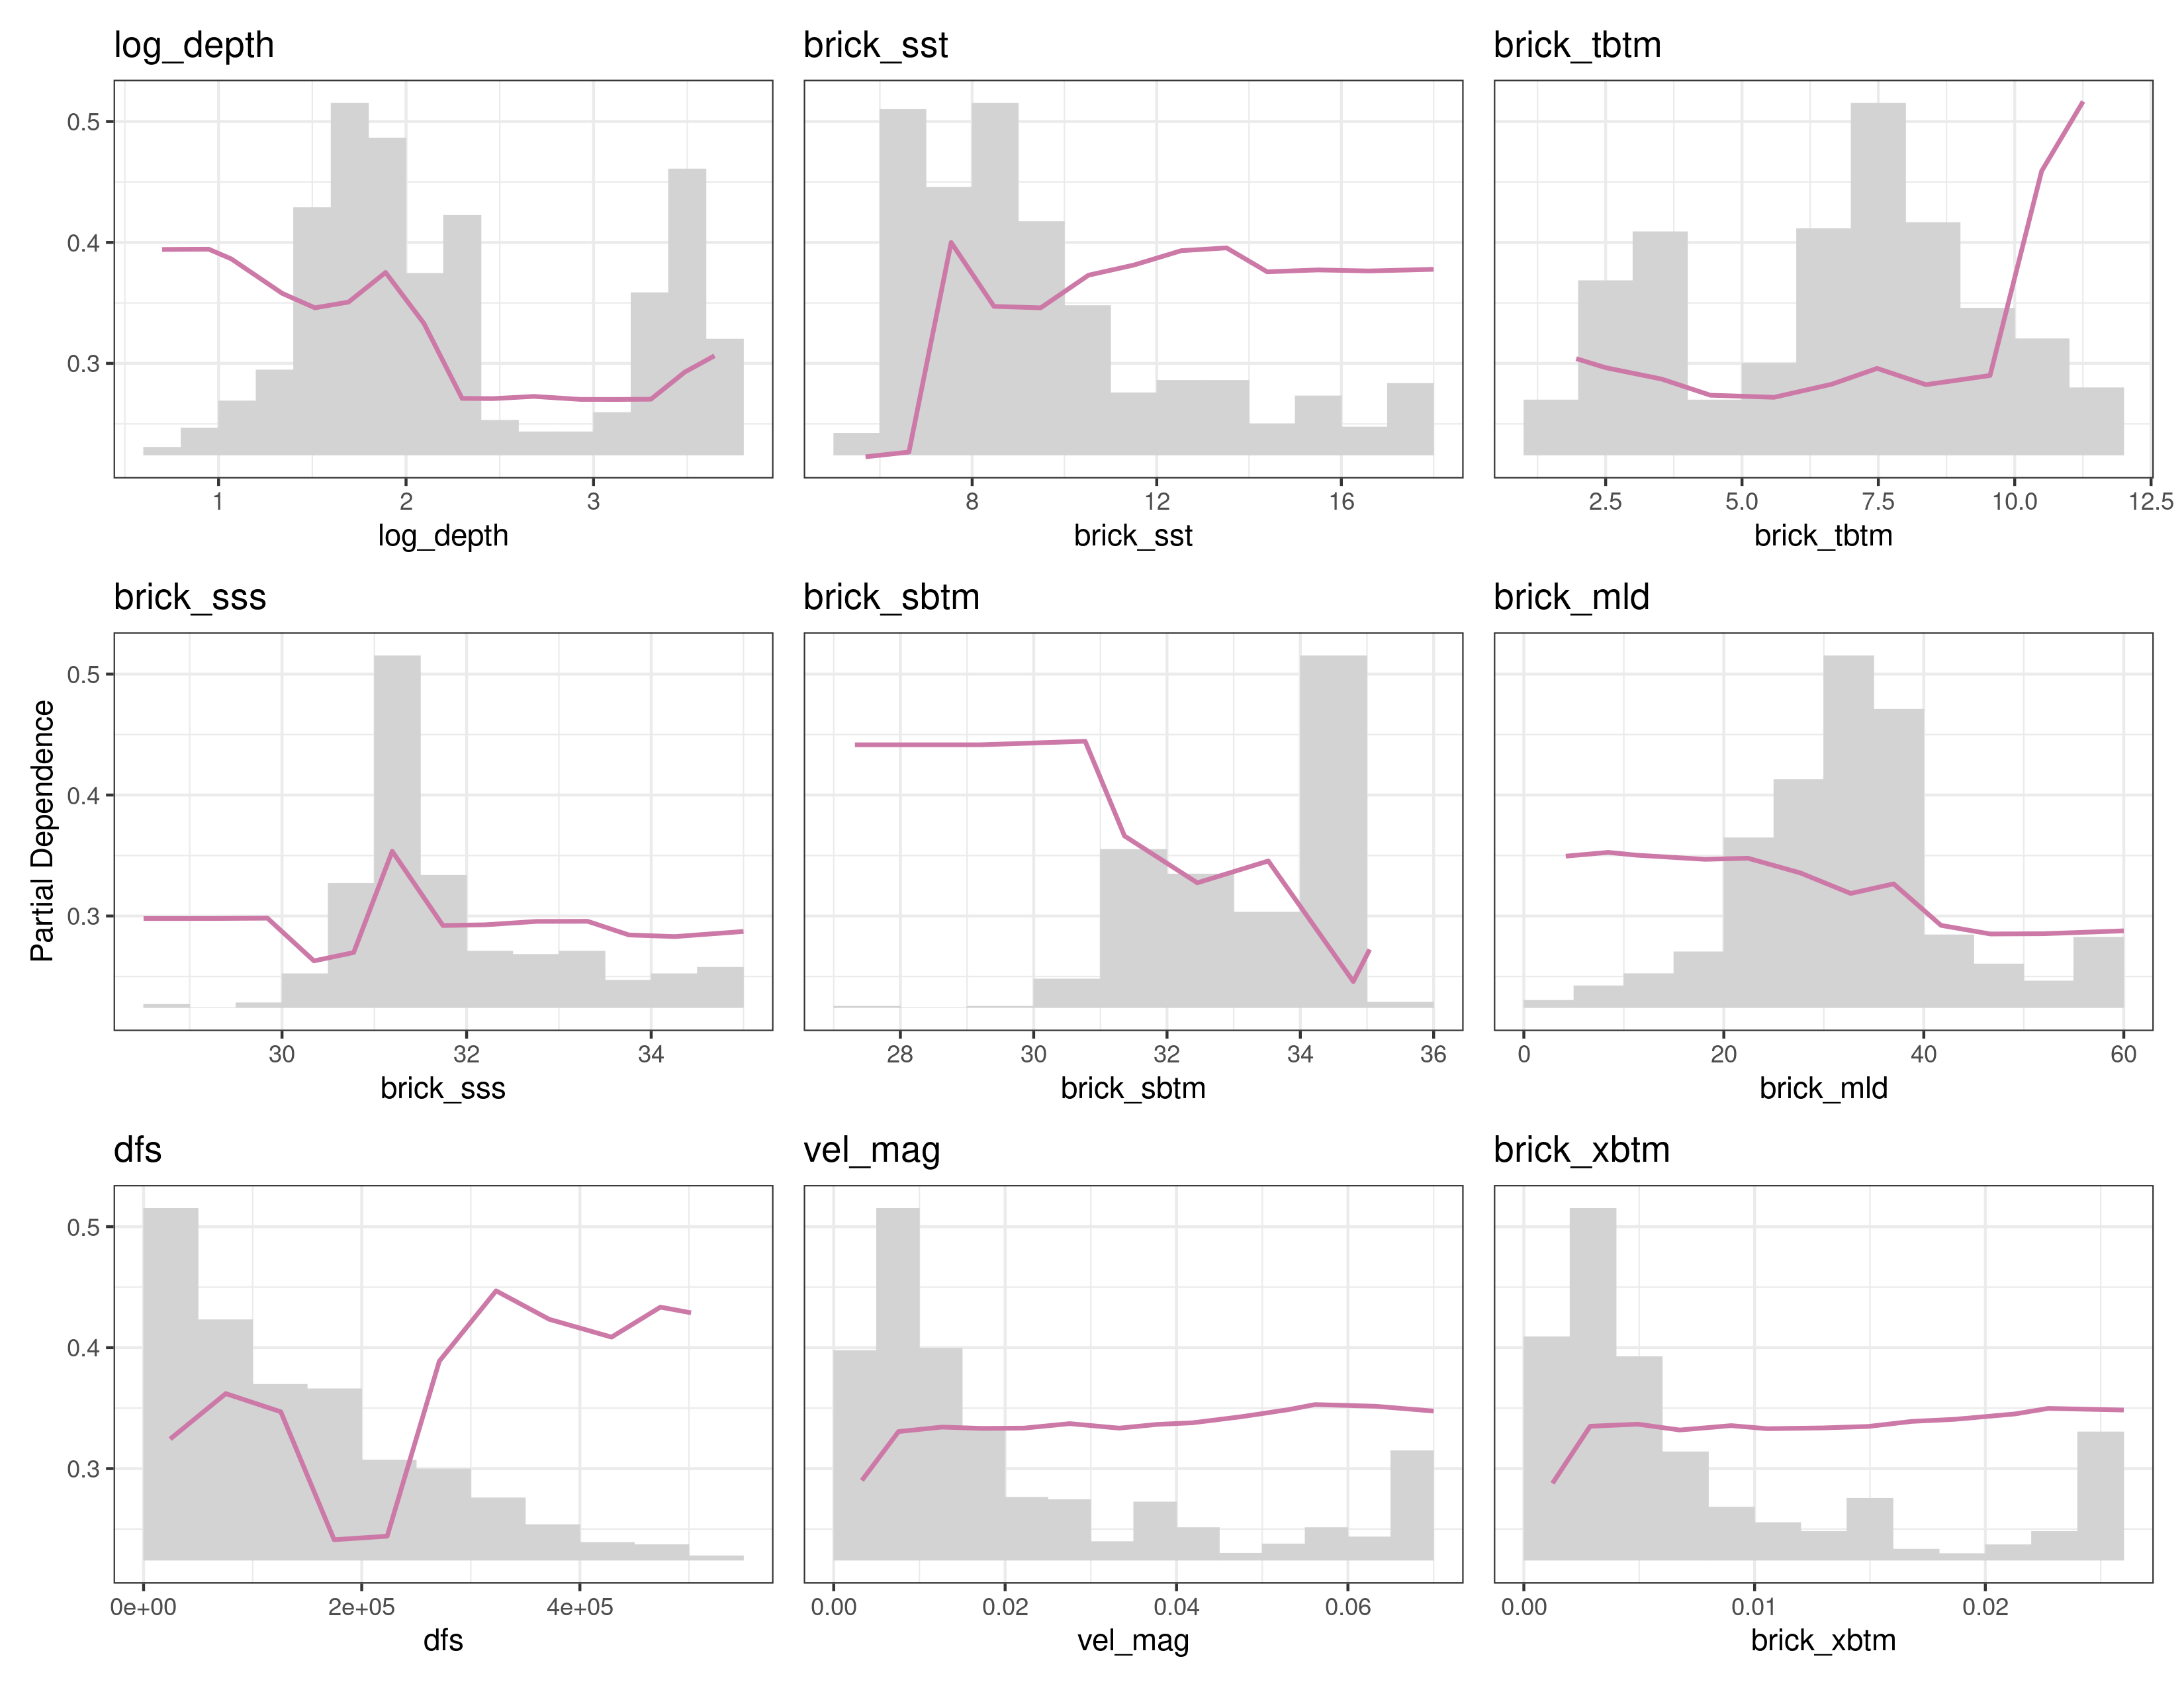 log_depth
brick_sst
brick_tbtm
0.5
0.4
0.3
1 2 3
8 12 16
2.5 5.0 7.5 10.0 12.5
log_depth
brick_sst
brick_tbtm
brick_sss
brick_sbtm
brick_mld
Partial Dependence
0.5
0.4
0.3
30 32 34
28 30 32 34 36
0 20 40 60
brick_sss
brick_sbtm
brick_mld
dfs
vel_mag
brick_xbtm
0.5
0.4
0.3
0e+00 2e+05 4e+05
0.00 0.02 0.04 0.06
0.00 0.01 0.02
dfs
vel_mag
brick_xbtm